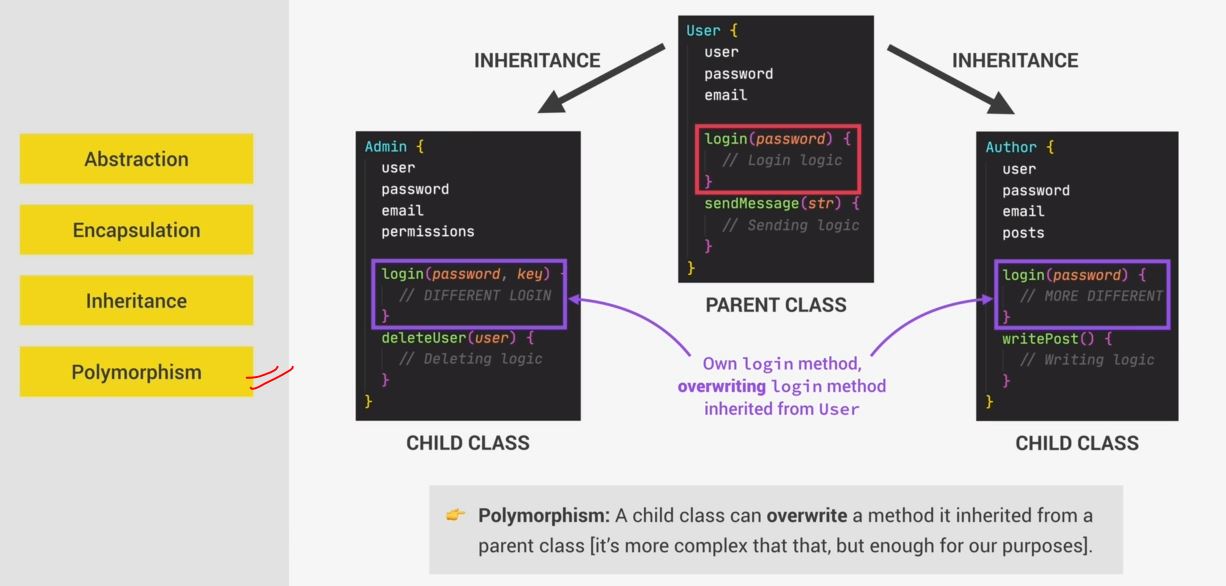 Abstraction
Encapsulation
Inheritance
Polymorphism
INHERITANCE
INHERITANCE
User {
user
password
email
login(password) {
// Login logic
}
sendMessage(str) {
// Sending logic
}
}
PARENT CLASS
Admin {
user
password
email
permissions
login(password, key) {
// DIFFERENT LOGIN
}
deleteUser(user) {
// Deleting logic
}
}
CHILD CLASS
Author {
user
password
email
posts
login(password) {
// MORE DIFFERENT
}
writePost() {
// Writing logic
}
}
CHILD CLASS
Own login method,
overwriting login method
inherited from User
👉 Polymorphism: A child class can overwrite a method it inherited from a
parent class [it’s more complex that that, but enough for our purposes].